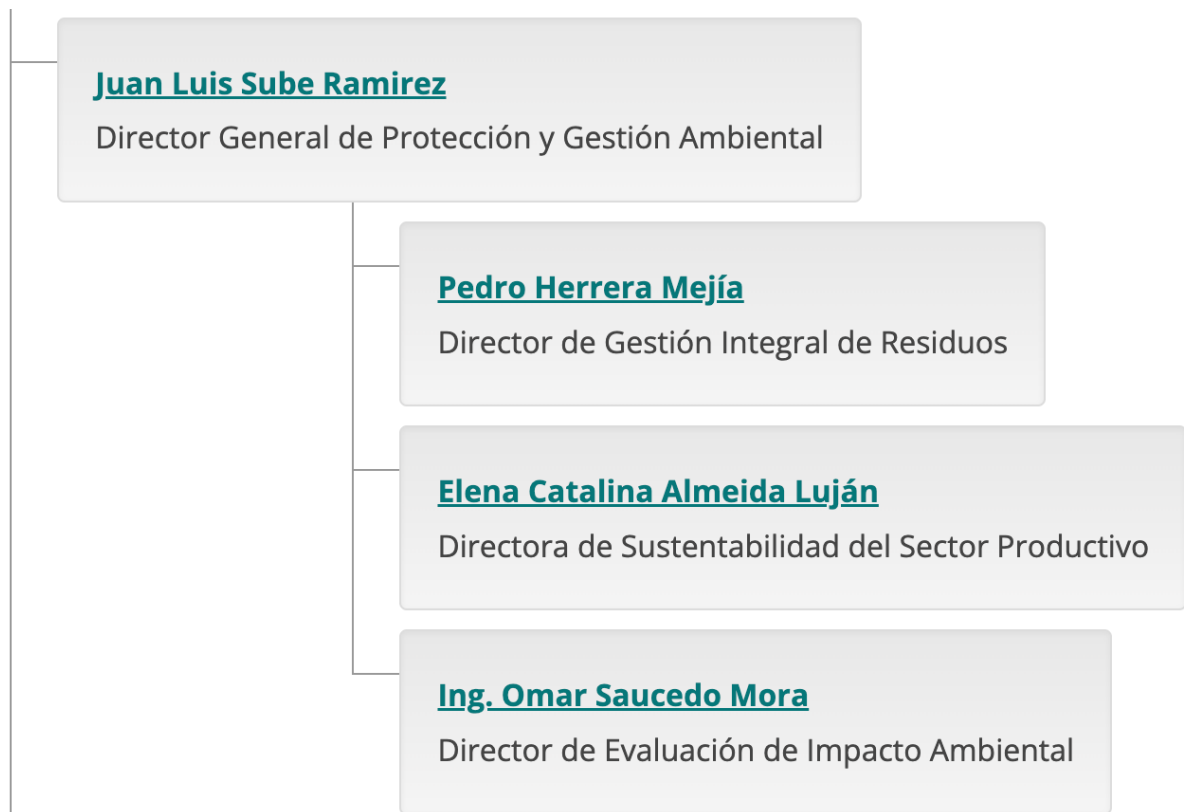 Juan Luis Sube Ramirez
Director General de Protección y Gestión Ambiental
Pedro Herrera Mejía
Director de Gestión Integral de Residuos
Elena Catalina Almeida Luján
Directora de Sustentabilidad del Sector Productivo
Ing. Omar Saucedo Mora
Director de Evaluación de Impacto Ambiental